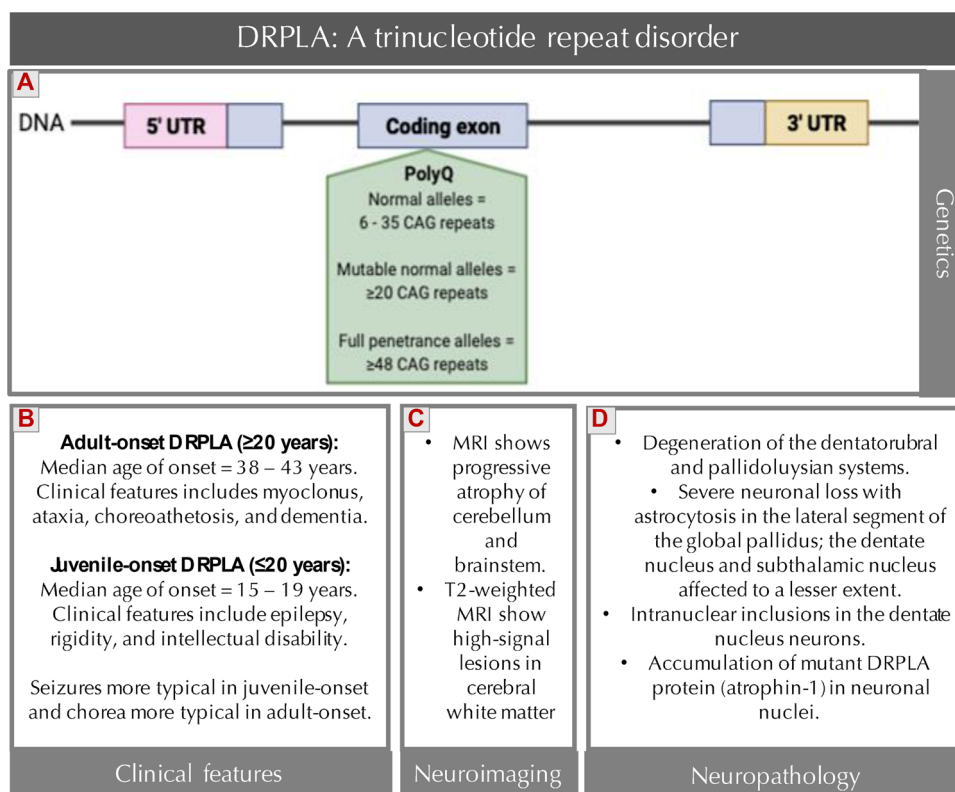 DRPLA: A trinucleotide repeat disorder
A
DNA
5' UTR
Coding exon
3' UTR
PolyQ
Normal alleles =
6 - 35 CAG repeats
Mutable normal alleles =
≥20 CAG repeats
Full penetrance alleles =
≥48 CAG repeats
Genetics
B
Adult-onset DRPLA (≥20 years):
Median age of onset = 38 – 43 years.
Clinical features includes myoclonus,
ataxia, choreoathetosis, and dementia.
Juvenile-onset DRPLA (≤20 years):
Median age of onset = 15 – 19 years.
Clinical features include epilepsy,
rigidity, and intellectual disability.
Seizures more typical in juvenile-onset
and chorea more typical in adult-onset.
Clinical features
C
• MRI shows
progressive
atrophy of
cerebellum
and
brainstem.
• T2-weighted
MRI show
high-signal
lesions in
cerebral
white matter
Neuroimaging
D
• Degeneration of the dentatorubral
and pallidoluysian systems.
• Severe neuronal loss with
astrocytosis in the lateral segment of
the global pallidus; the dentate
nucleus and subthalamic nucleus
affected to a lesser extent.
• Intranuclear inclusions in the dentate
nucleus neurons.
• Accumulation of mutant DRPLA
protein (atrophin-1) in neuronal
nuclei.
Neuropathology